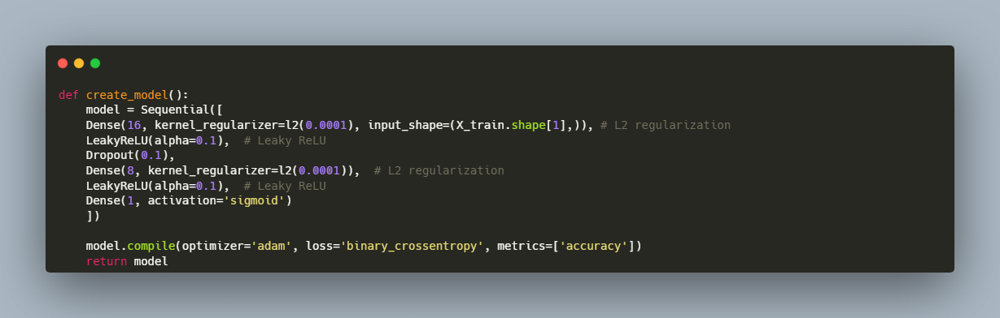 def create_model():
    model = Sequential([
    Dense(16, kernel_regularizer=l2(0.0001), input_shape=(X_train.shape[1],)), # L2 regularization
    LeakyReLU(alpha=0.1),  # Leaky ReLU
    Dropout(0.1),
    Dense(8, kernel_regularizer=l2(0.0001)),  # L2 regularization
    LeakyReLU(alpha=0.1),  # Leaky ReLU
    Dense(1, activation='sigmoid')
    ])

    model.compile(optimizer='adam', loss='binary_crossentropy', metrics=['accuracy'])
    return model